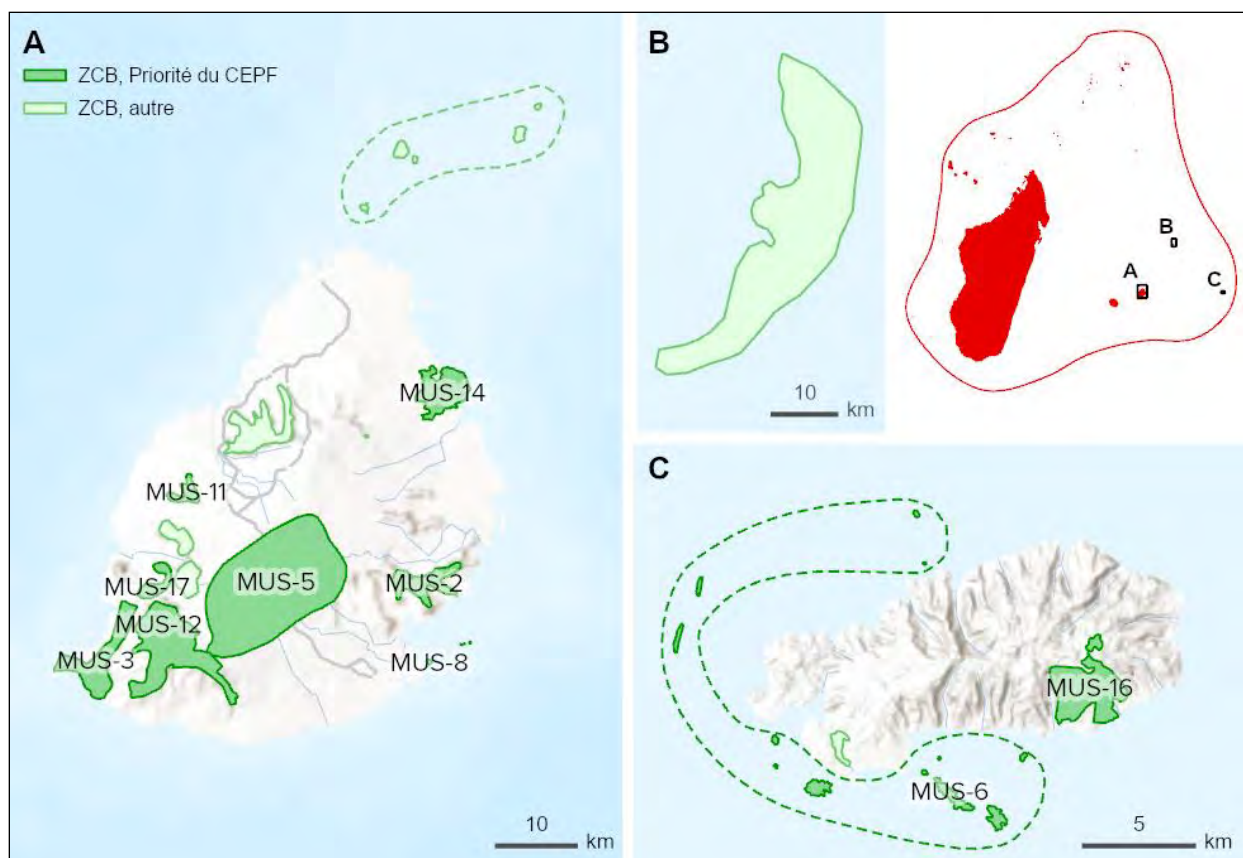 A
ZCB, Priorité du CEPF
ZCB, autre
MUS-14
MUS-11
MUS-17
MUS-5
MUS-2
MUS-12
MUS-3
MUS-8
10
km
B
10
km
A
B
C
C
MUS-16
MUS-6
5
km